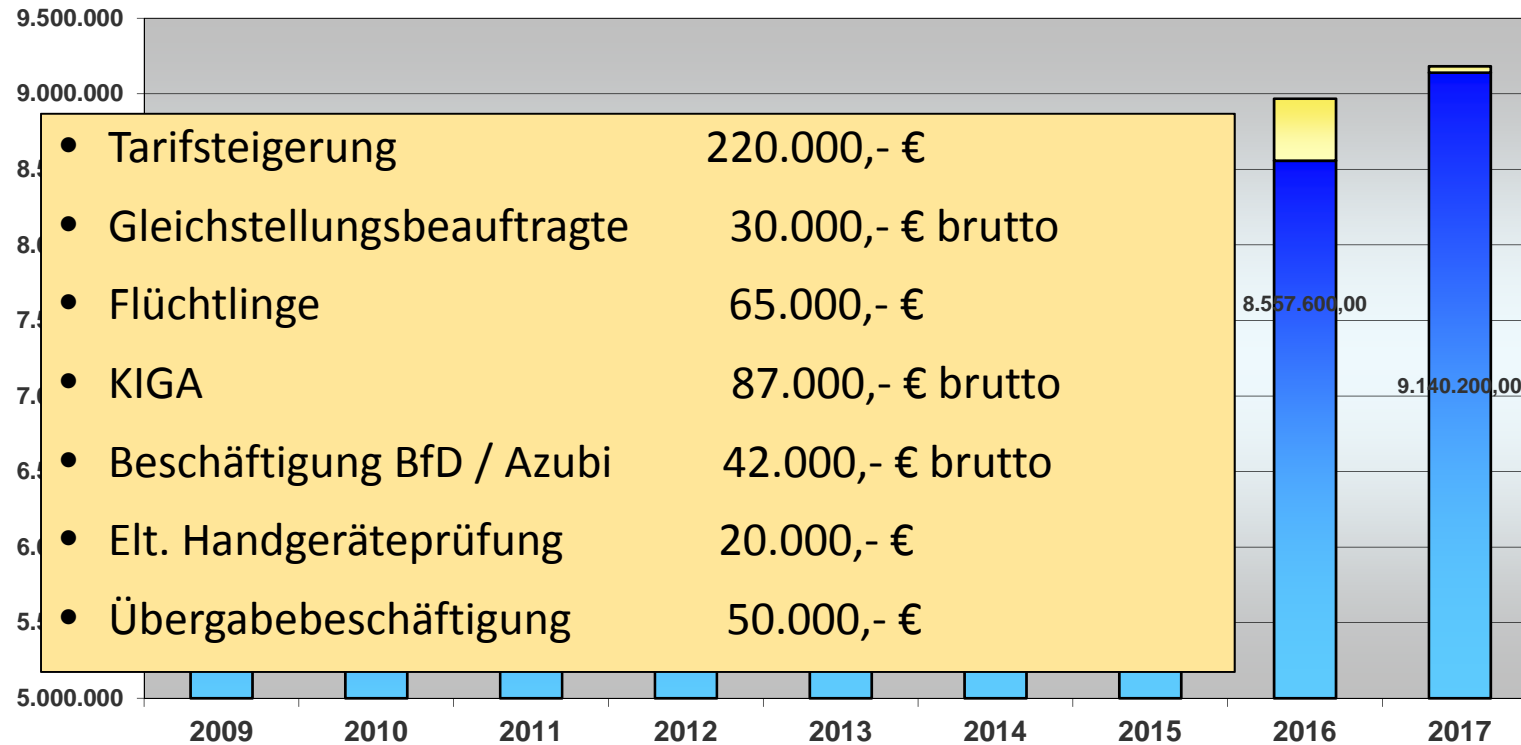 9.500.000
9.000.000
• Tarifsteigerung 220.000,- €
• Gleichstellungsbeauftragte 30.000,- € brutto
• Flüchtlinge 65.000,- €
8.557.600,00
• KIGA 87.000,- € brutto
9.140.200,00
• Beschäftigung BfD / Azubi 42.000,- € brutto
• Elt. Handgeräteprüfung 20.000,- €
• Übergabebeschäftigung 50.000,- €
5.000.000
2009 2010 2011 2012 2013 2014 2015 2016 2017